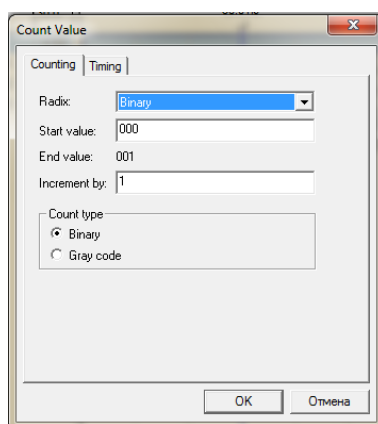 Count Value
Counting Timing
Radix: Binary
Start value: 000
End value: 001
Increment by: 1
Count type
Binary
Gray code
OK Отмена